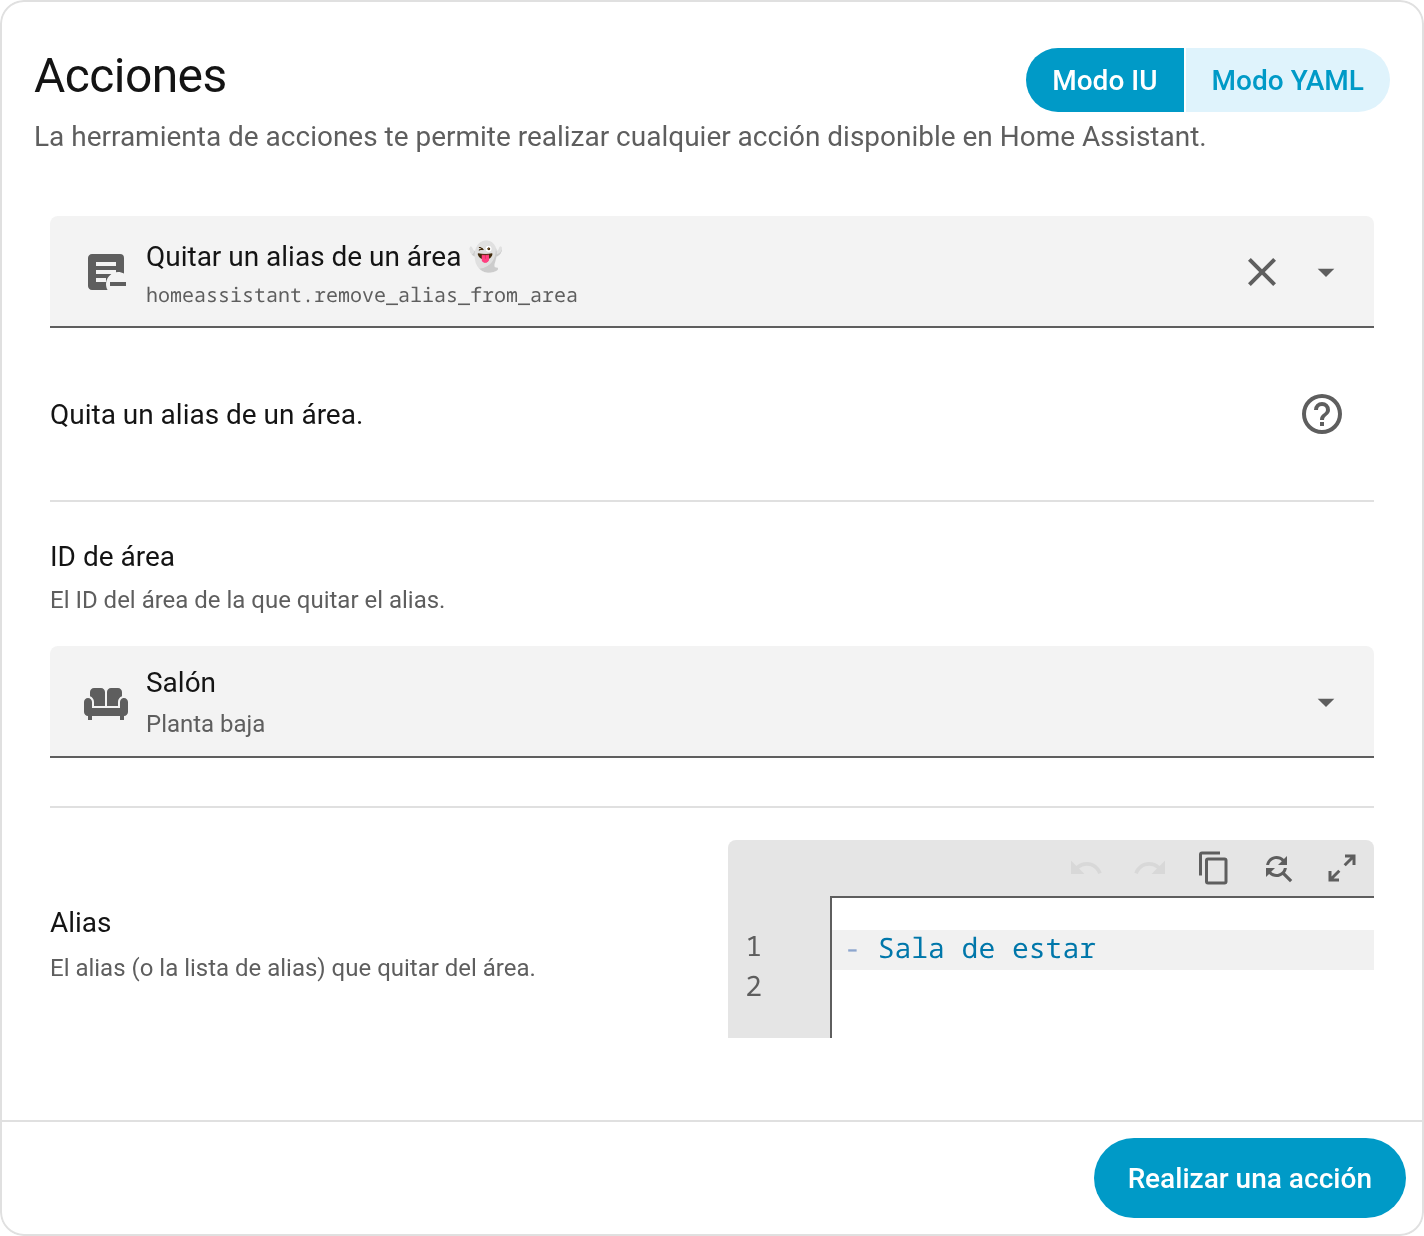 Acciones
Modo IU
Modo YAML
La herramienta de acciones te permite realizar cualquier acción disponible en Home Assistant.
Quitar un alias de un área 👻
homeassistant.remove_alias_from_area
Quita un alias de un área.
ID de área
El ID del área de la que quitar el alias.
Salón
Planta baja
Alias
El alias (o la lista de alias) que quitar del área.
1 - Sala de estar
2
Realizar una acción